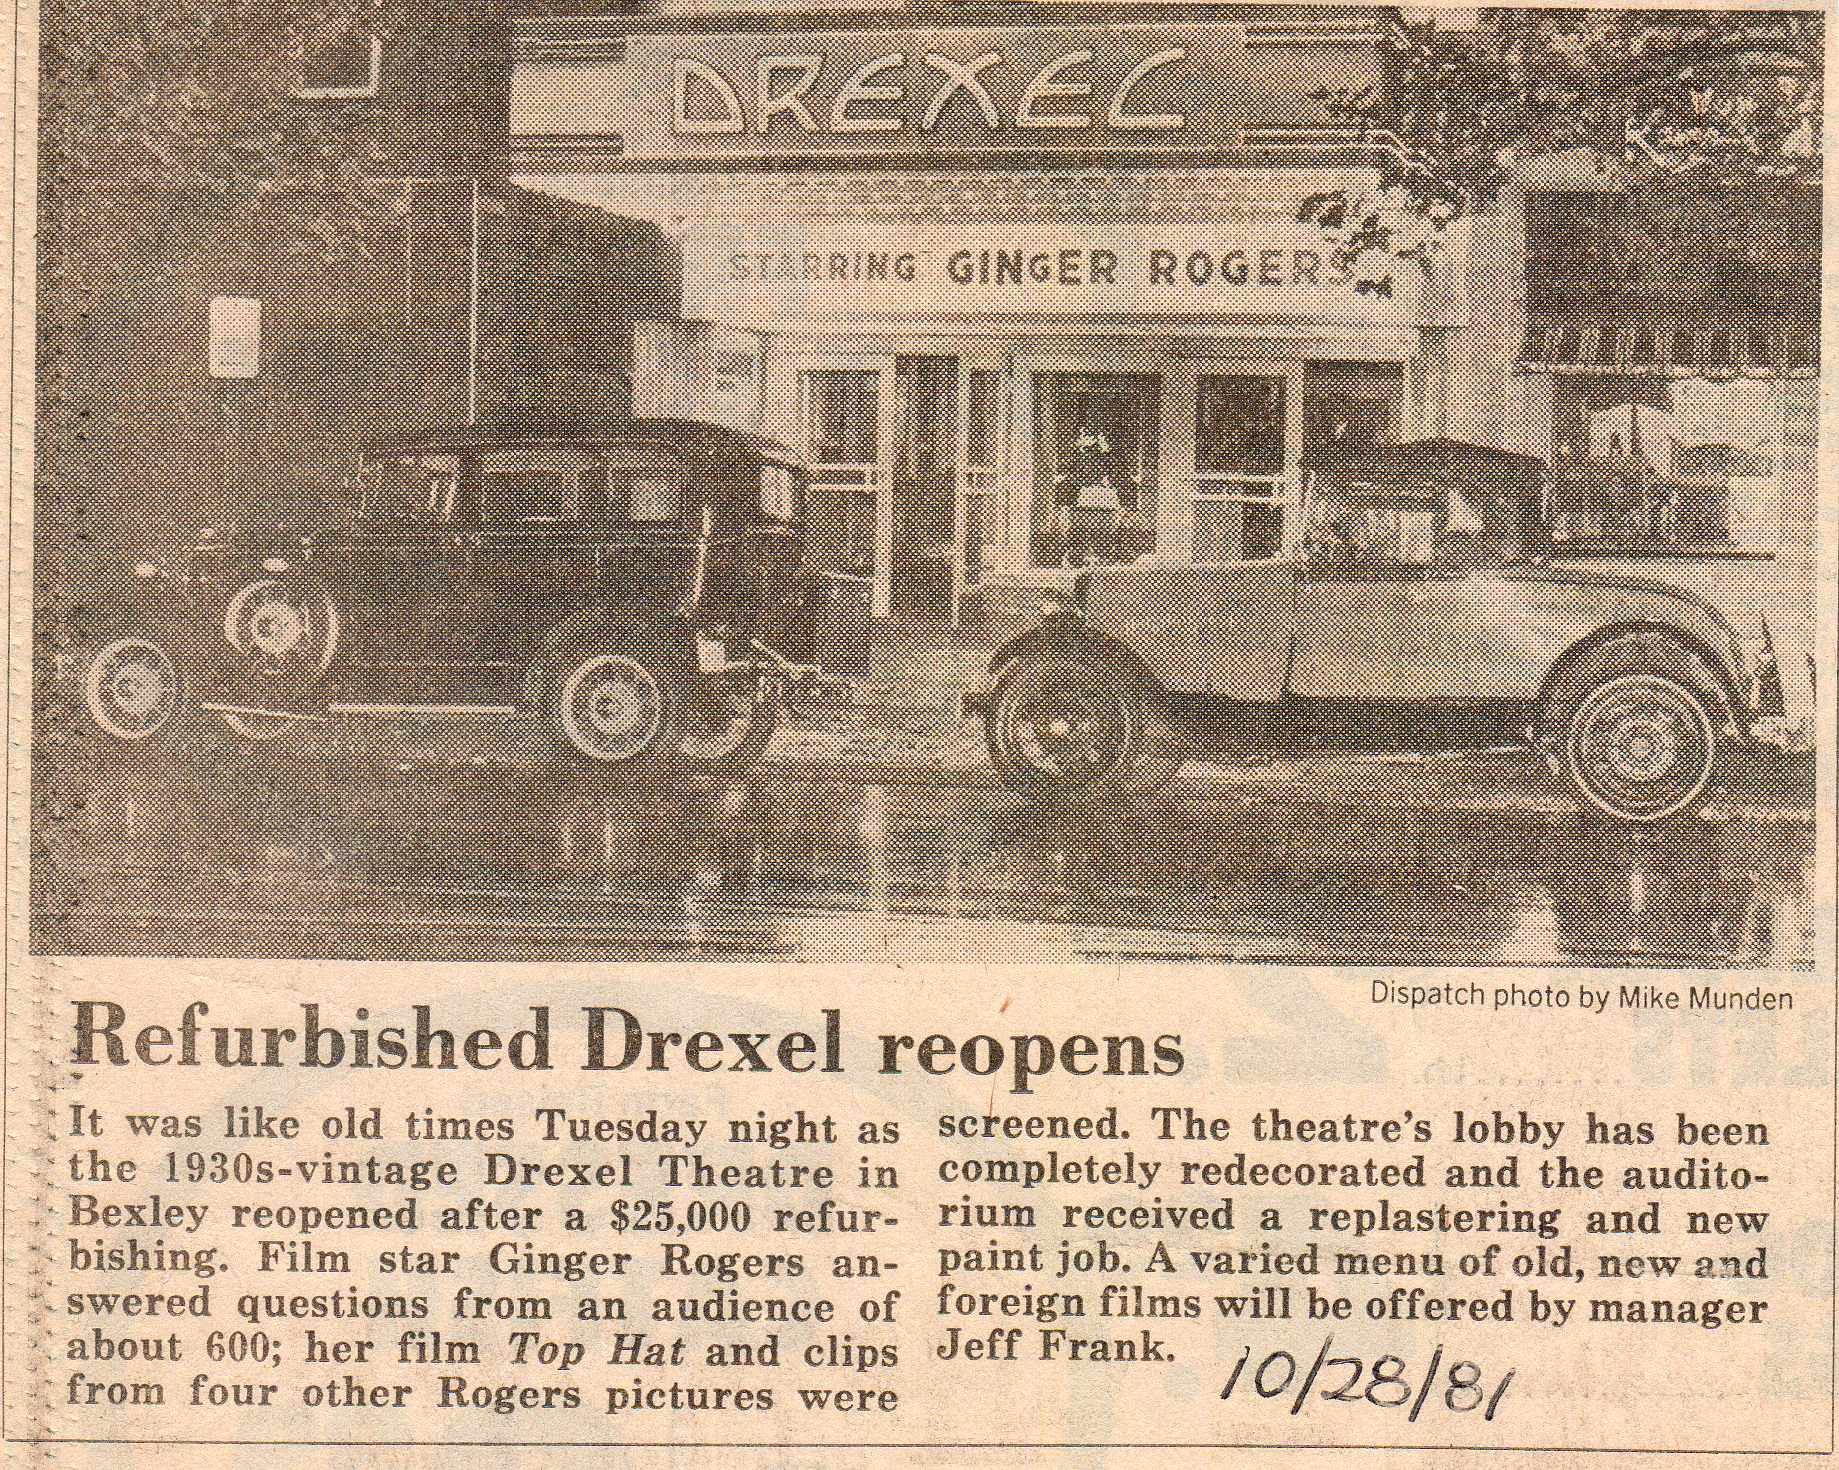 DREXEL
STARRING GINGER ROGERS
Dispatch photo by Mike Munden
Refurbished Drexel reopens
It was like old times Tuesday night as
the 1930s-vintage Drexel Theatre in
Bexley reopened after a $25,000 refur-
bishing. Film star Ginger Rogers an-
swered questions from an audience of
about 600; her film Top Hat and clips
from four other Rogers pictures were
screened. The theatre's lobby has been
completely redecorated and the audito-
rium received a replastering and new
paint job. A varied menu of old, new and
foreign films will be offered by manager
Jeff Frank.
10/28/81